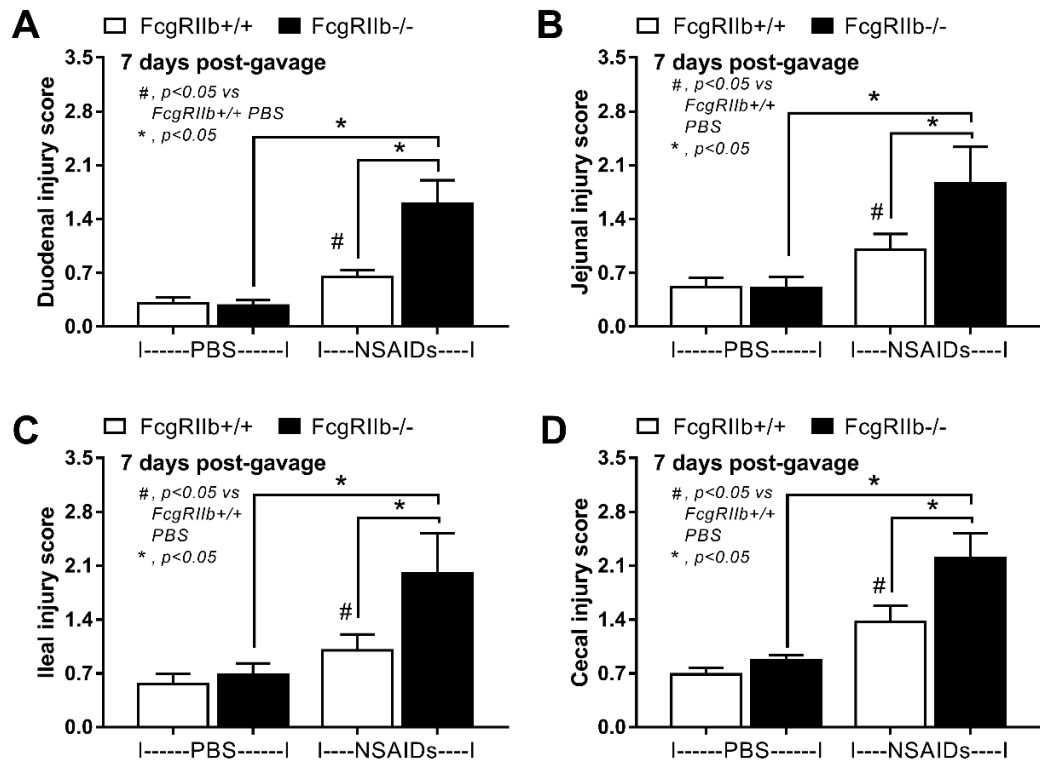 A
FcgRIIb+/+ FcgRIIb-/-
7 days post-gavage
#, p<0.05 vs
FcgRIIb+/+ PBS
*, p<0.05
*
*
#
Duodenal injury score
3.5
2.8
2.1
1.4
0.7
0.0
I------PBS------I I----NSAIDs----I
B
FcgRIIb+/+ FcgRIIb-/-
7 days post-gavage
#, p<0.05 vs
FcgRIIb+/+
PBS
*, p<0.05
*
*
#
Jejunal injury score
3.5
2.8
2.1
1.4
0.7
0.0
I------PBS------I I----NSAIDs----I
C
FcgRIIb+/+ FcgRIIb-/-
7 days post-gavage
#, p<0.05 vs
FcgRIIb+/+
PBS
*, p<0.05
*
*
#
Ileal injury score
3.5
2.8
2.1
1.4
0.7
0.0
I------PBS------I I----NSAIDs----I
D
FcgRIIb+/+ FcgRIIb-/-
7 days post-gavage
#, p<0.05 vs
FcgRIIb+/+
PBS
*, p<0.05
*
*
#
Cecal injury score
3.5
2.8
2.1
1.4
0.7
0.0
I------PBS------I I----NSAIDs----I